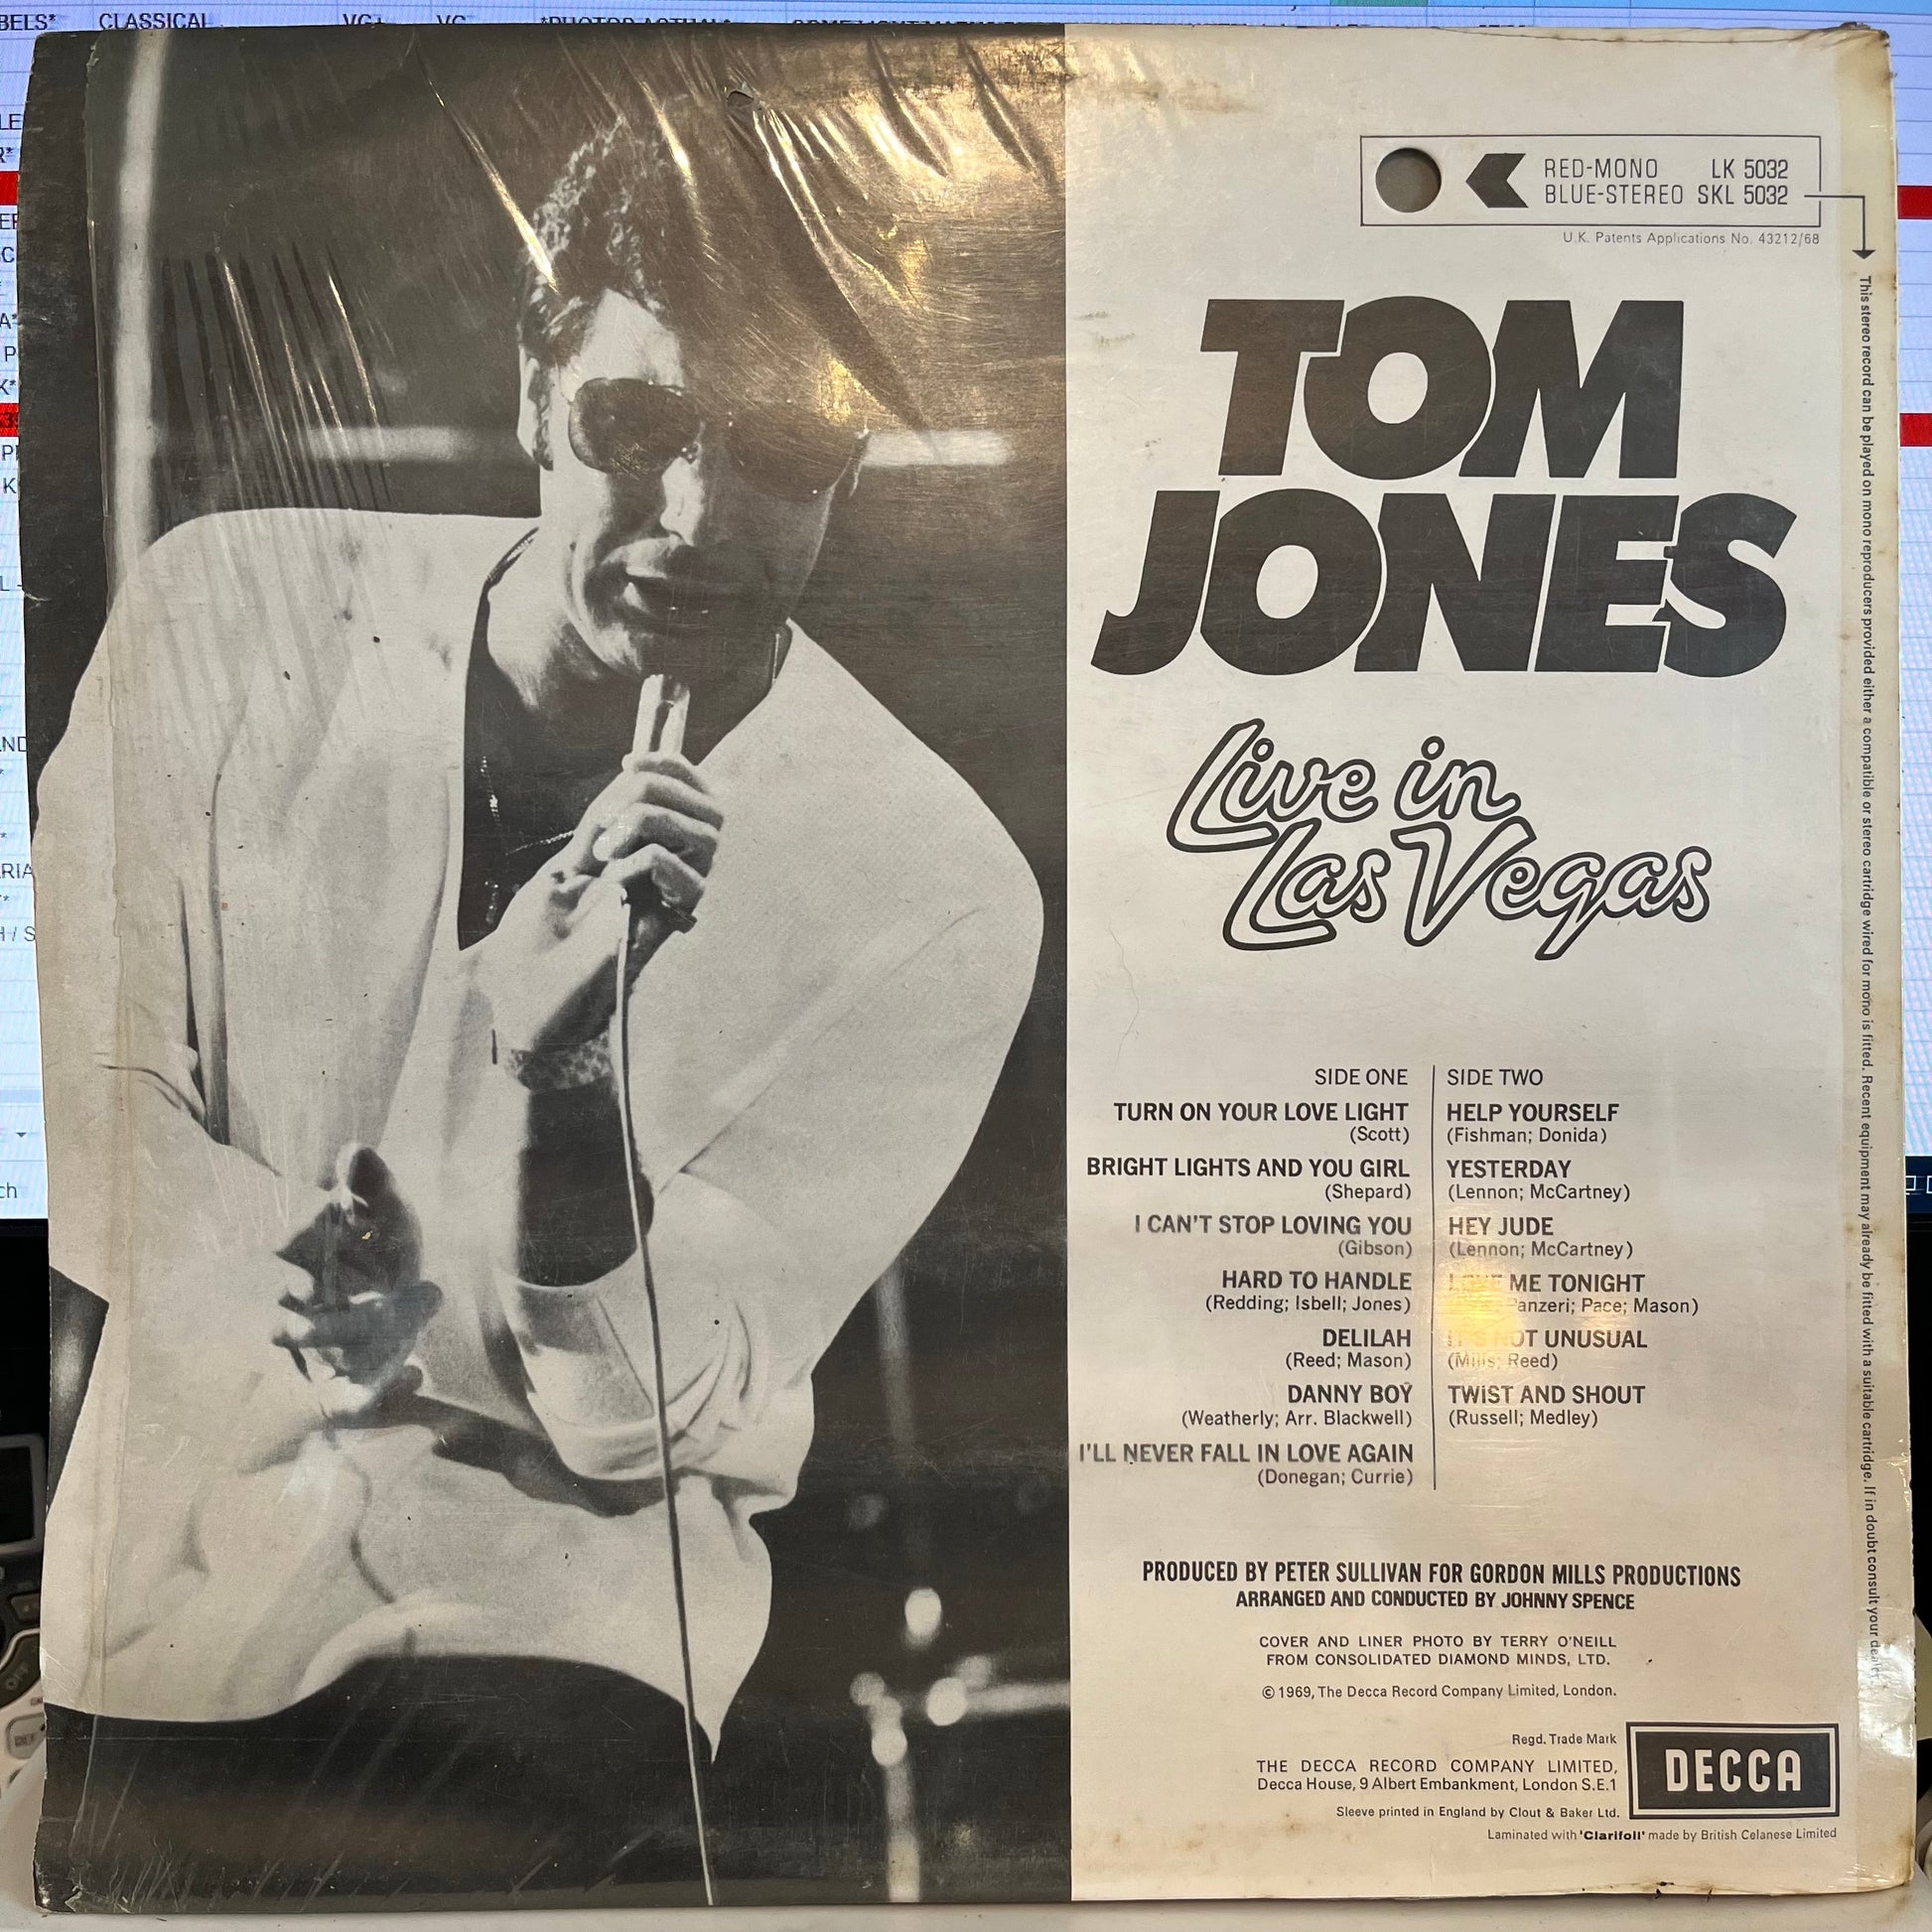 CLASSICAL
VG+
VG
RED-MONO LK 5032
BLUE-STEREO SKL 5032
U.K. Patents Applications No. 43212/68
This stereo record can be played on mono reproducers provided either a compatible or stereo cartridge wired for mono is fitted. Recent equipment may already be fitted with a suitable cartridge. If in doubt consult your dealer.
TOM
JONES
Live in
Las Vegas
SIDE ONE
TURN ON YOUR LOVE LIGHT
(Scott)
BRIGHT LIGHTS AND YOU GIRL
(Shepard)
I CAN'T STOP LOVING YOU
(Gibson)
HARD TO HANDLE
(Redding; Isbell; Jones)
DELILAH
(Reed; Mason)
DANNY BOY
(Weatherly; Arr. Blackwell)
I'LL NEVER FALL IN LOVE AGAIN
(Donegan; Currie)
SIDE TWO
HELP YOURSELF
(Fishman; Donida)
YESTERDAY
(Lennon; McCartney)
HEY JUDE
(Lennon; McCartney)
LOVE ME TONIGHT
Panzeri; Pace; Mason)
IT'S NOT UNUSUAL
(Mills; Reed)
TWIST AND SHOUT
(Russell; Medley)
PRODUCED BY PETER SULLIVAN FOR GORDON MILLS PRODUCTIONS
ARRANGED AND CONDUCTED BY JOHNNY SPENCE
COVER AND LINER PHOTO BY TERRY O'NEILL
FROM CONSOLIDATED DIAMOND MINDS, LTD.
© 1969, The Decca Record Company Limited, London.
Regd. Trade Mark
THE DECCA RECORD COMPANY LIMITED,
Decca House, 9 Albert Embankment, London S.E.1
DECCA
Sleeve printed in England by Clout & Baker Ltd.
Laminated with 'Clarifoil' made by British Celanese Limited